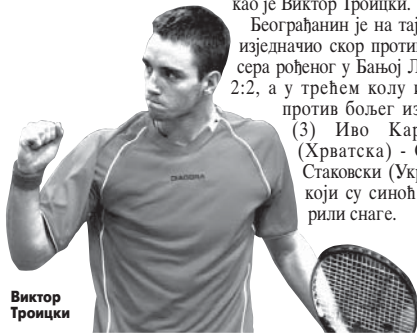 као је Виктор Троицки.
Београђанин је на тај
изједначио скор против
сера рођеног у Бањој Л
2:2, а у трећем колу и
против бољег из
(3) Иво Кар
(Хрватска) - С
Стаковски (Укр
који су синоћ
рили снаге.
DIADORA
Виктор
Троицки